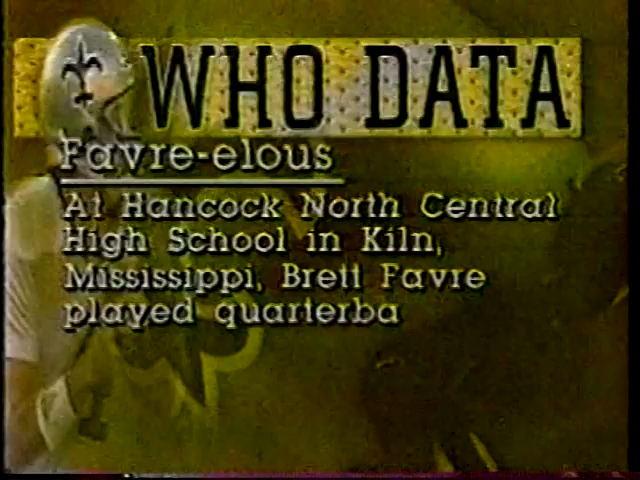 WHO DATA
Favre-elous
At Hancock North Central
High School in Kiln,
Mississippi, Brett Favre
played quarterba